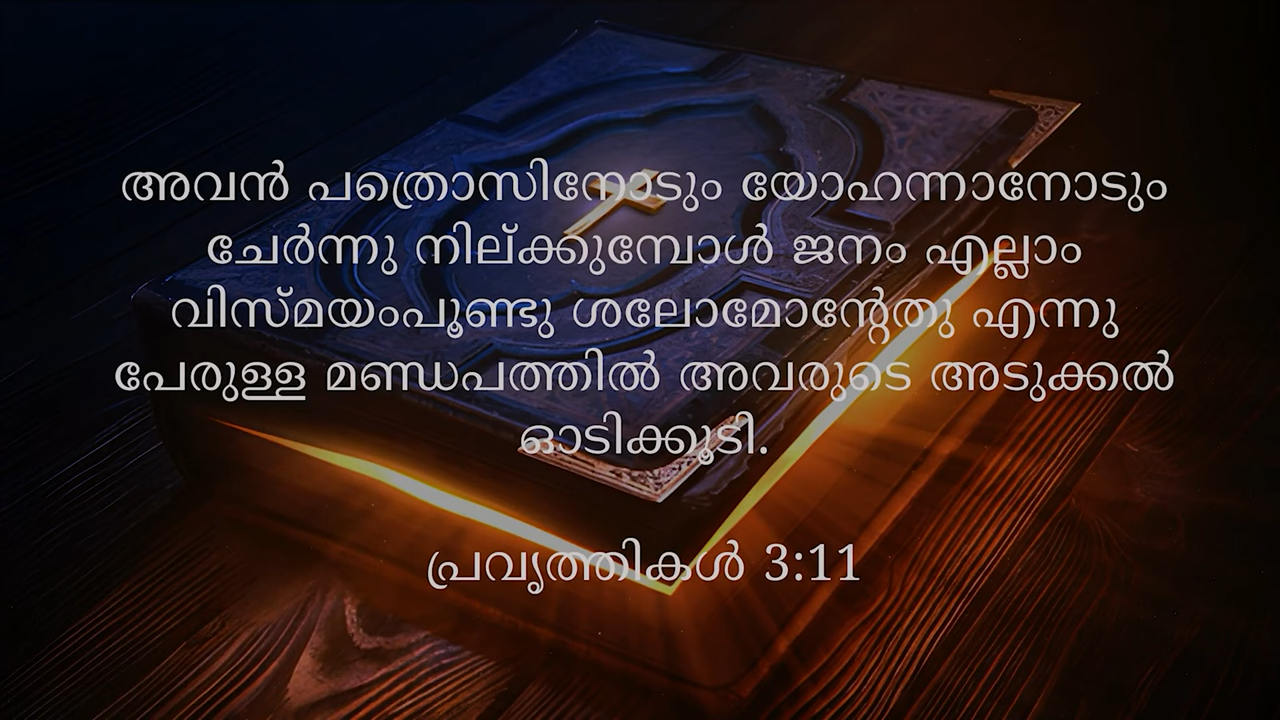 അവൻ പത്രൊസിനോടും യോഹന്നാനോടും
ചേർന്നു നില്ക്കുമ്പോൾ ജനം എല്ലാം
വിസ്മയംപൂണ്ടു ശലോമോന്റേതു എന്നു
പേരുള്ള മണ്ഡപത്തിൽ അവരുടെ അടുക്കൽ
ഓടിക്കൂടി.
പ്രവൃത്തികൾ 3:11